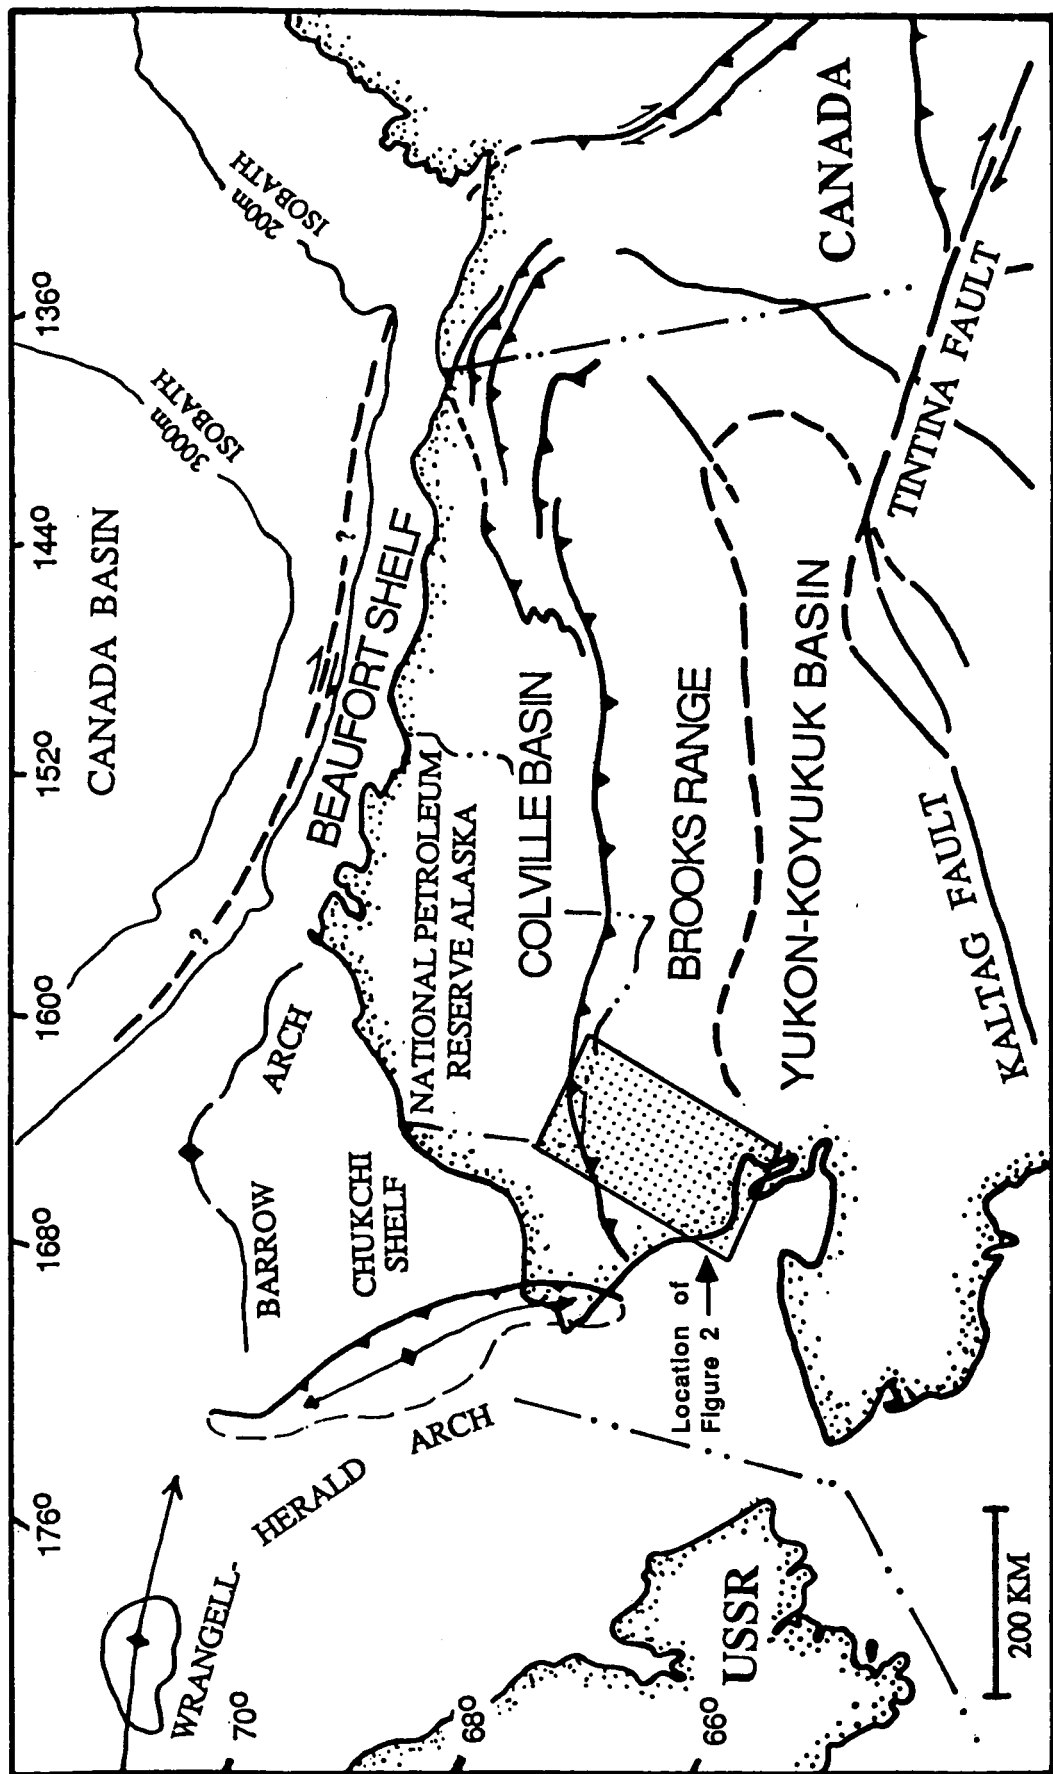 176°
168°
160°
152°
144°
136°
CANADA BASIN
3000m
ISOBATH
200m
ISOBATH
WRANGELL-
HERALD
ARCH
BARROW
ARCH
CHUKCHI
SHELF
BEAUFORT SHELF
NATIONAL PETROLEUM
RESERVE ALASKA
COLVILLE BASIN
BROOKS RANGE
YUKON-KOYUKUK BASIN
KALTAG FAULT
TINTINA FAULT
CANADA
USSR
Location of
Figure 2
70°
68°
66°
200 KM
?
?